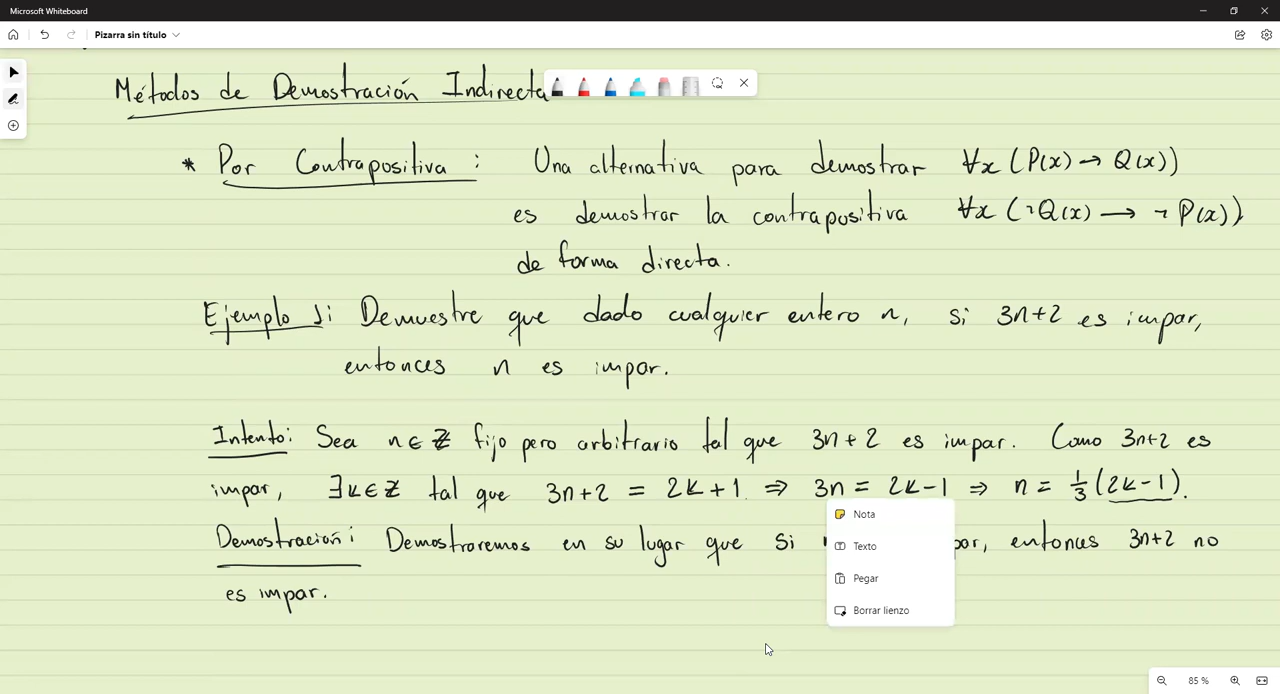 Microsoft Whiteboard
Pizarra sin título
Métodos de Demostración Indirecta
* Por Contrapositiva: Una alternativa para demostrar ∀x (P(x) → Q(x))
es demostrar la contrapositiva ∀x (¬Q(x) → ¬P(x))
de forma directa.
Ejemplo 1: Demuestre que dado cualquier entero n, si 3n+2 es impar,
entonces n es impar.
Intento: Sea n ∈ ℤ fijo pero arbitrario tal que 3n+2 es impar. Como 3n+2 es
impar, ∃k∈ℤ tal que 3n+2 = 2k+1 ⇒ 3n = 2k-1 ⇒ n = 1/3 (2k-1).
Nota
Demostración: Demostraremos en su lugar que si par, entonces 3n+2 no
Texto
Pegar
es impar.
Borrar lienzo
85 %